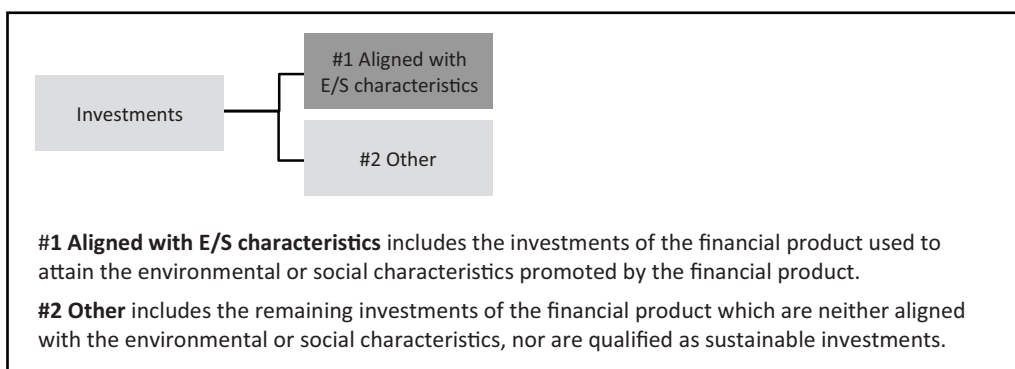 #1 Aligned with
E/S characteristics
Investments
#2 Other
#1 Aligned with E/S characteristics includes the investments of the financial product used to
attain the environmental or social characteristics promoted by the financial product.
#2 Other includes the remaining investments of the financial product which are neither aligned
with the environmental or social characteristics, nor are qualified as sustainable investments.